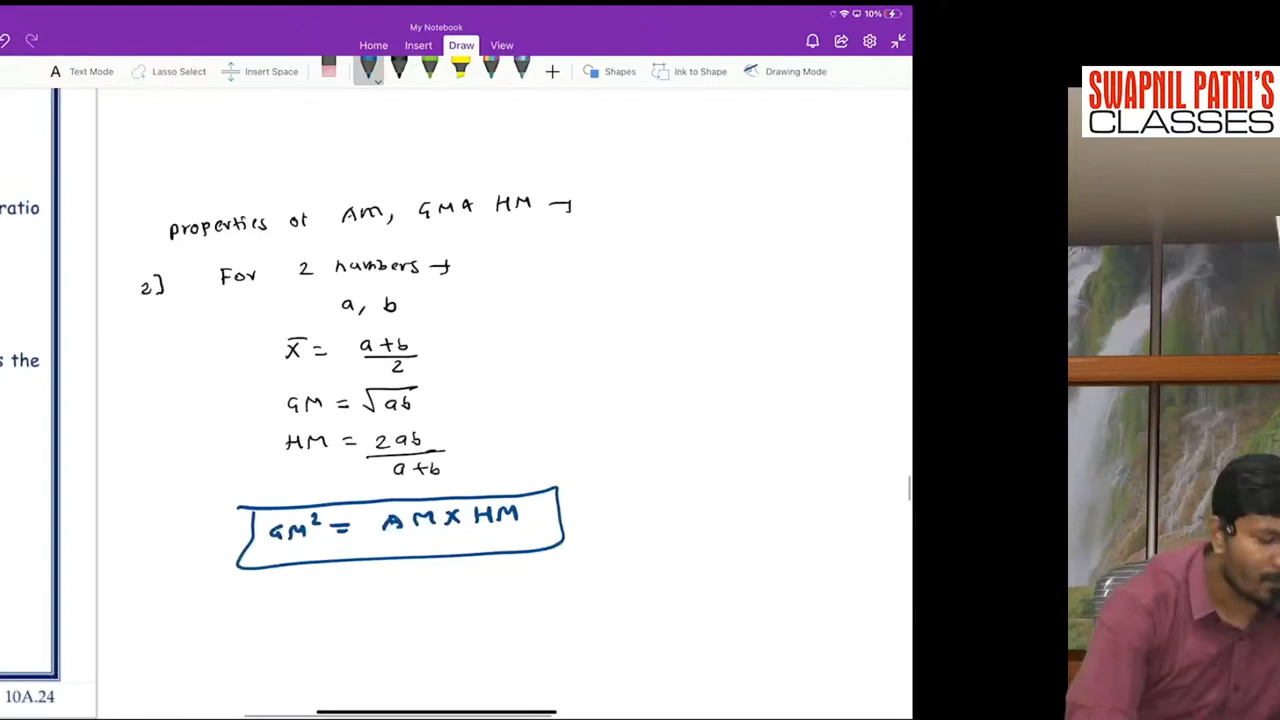 10%
My Notebook
Home Insert Draw View
A Text Mode Lasso Select Insert Space Shapes Ink to Shape Drawing Mode
SWAPNIL PATNI'S
CLASSES
ratio
s the
10A.24
properties of AM, GM & HM →
2] For 2 numbers →
a, b
X̄ = a+b / 2
GM = √ab
HM = 2ab / a+b
GM² = AM X HM